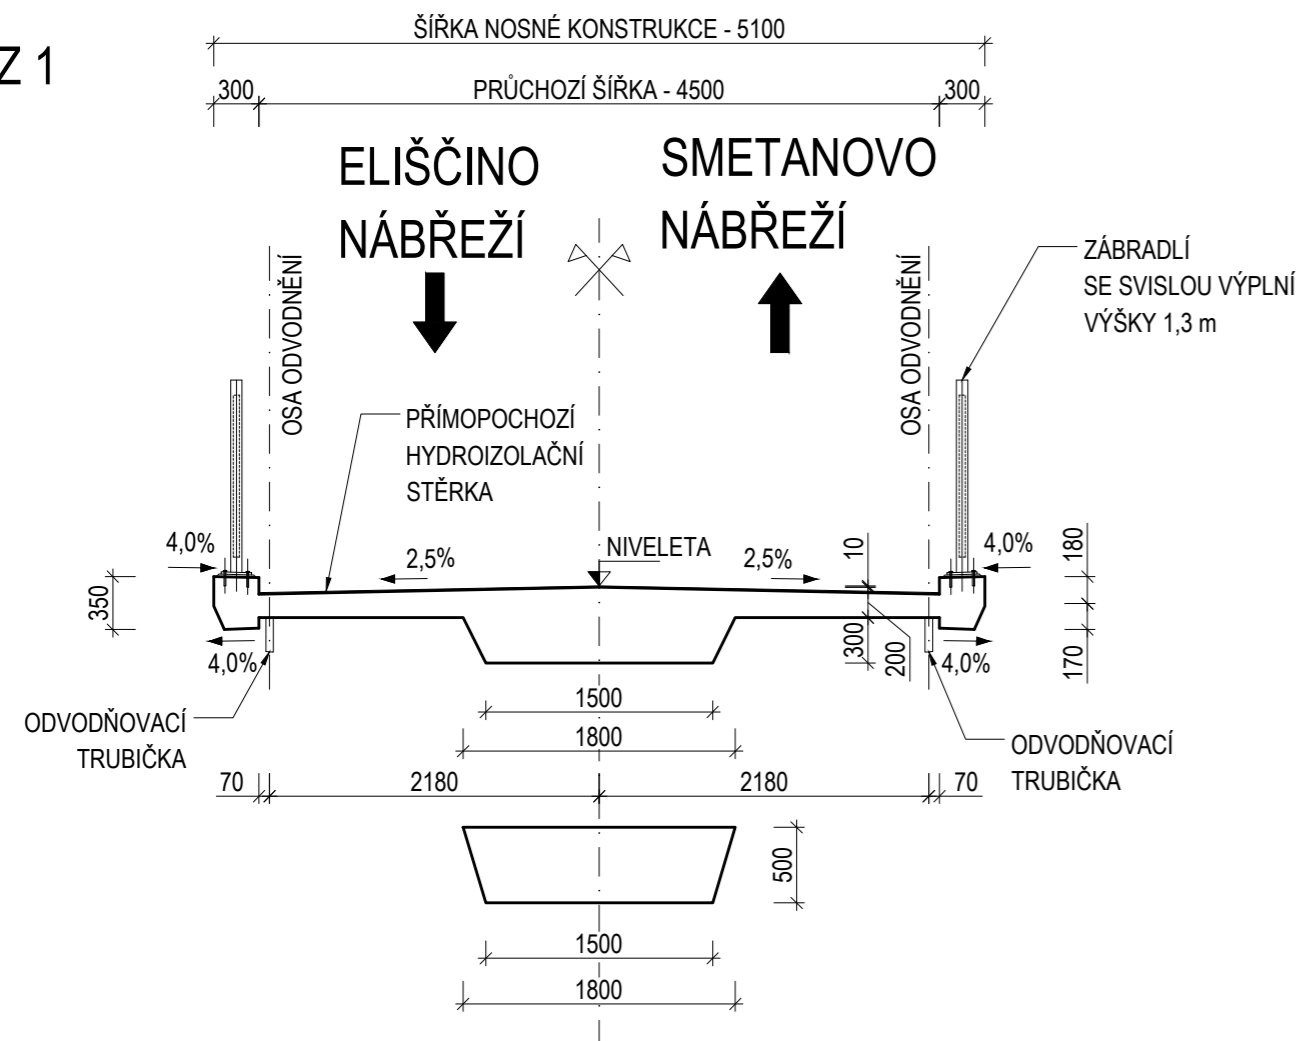 Z 1
ŠÍŘKA NOSNÉ KONSTRUKCE - 5100
300
PRŮCHOZÍ ŠÍŘKA - 4500
300
ELIŠČINO
NÁBŘEŽÍ
SMETANOVO
NÁBŘEŽÍ
OSA ODVODNĚNÍ
OSA ODVODNĚNÍ
ZÁBRADLÍ
SE SVISLOU VÝPLNÍ
VÝŠKY 1,3 m
PŘÍMOPOCHOZÍ
HYDROIZOLAČNÍ
STĚRKA
4,0%
2,5%
NIVELETA
2,5%
10
4,0%
180
350
300
200
170
4,0%
4,0%
1500
1800
ODVODŇOVACÍ
TRUBIČKA
ODVODŇOVACÍ
TRUBIČKA
70
2180
2180
70
500
1500
1800